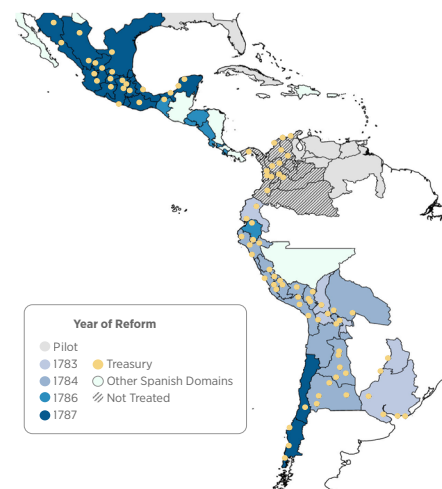 Year of Reform
Pilot
1783
Treasury
1784
Other Spanish Domains
1786
Not Treated
1787